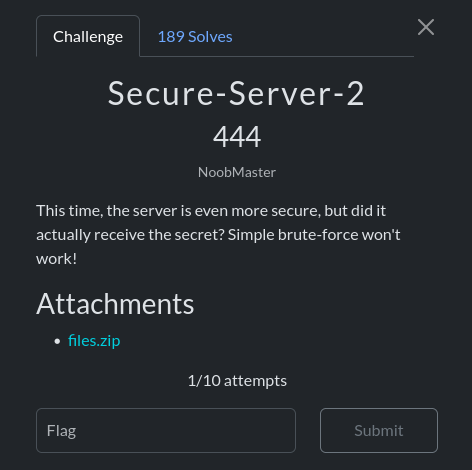 Challenge
189 Solves
Secure-Server-2
444
NoobMaster
This time, the server is even more secure, but did it
actually receive the secret? Simple brute-force won't
work!
Attachments
• files.zip
1/10 attempts
Flag
Submit